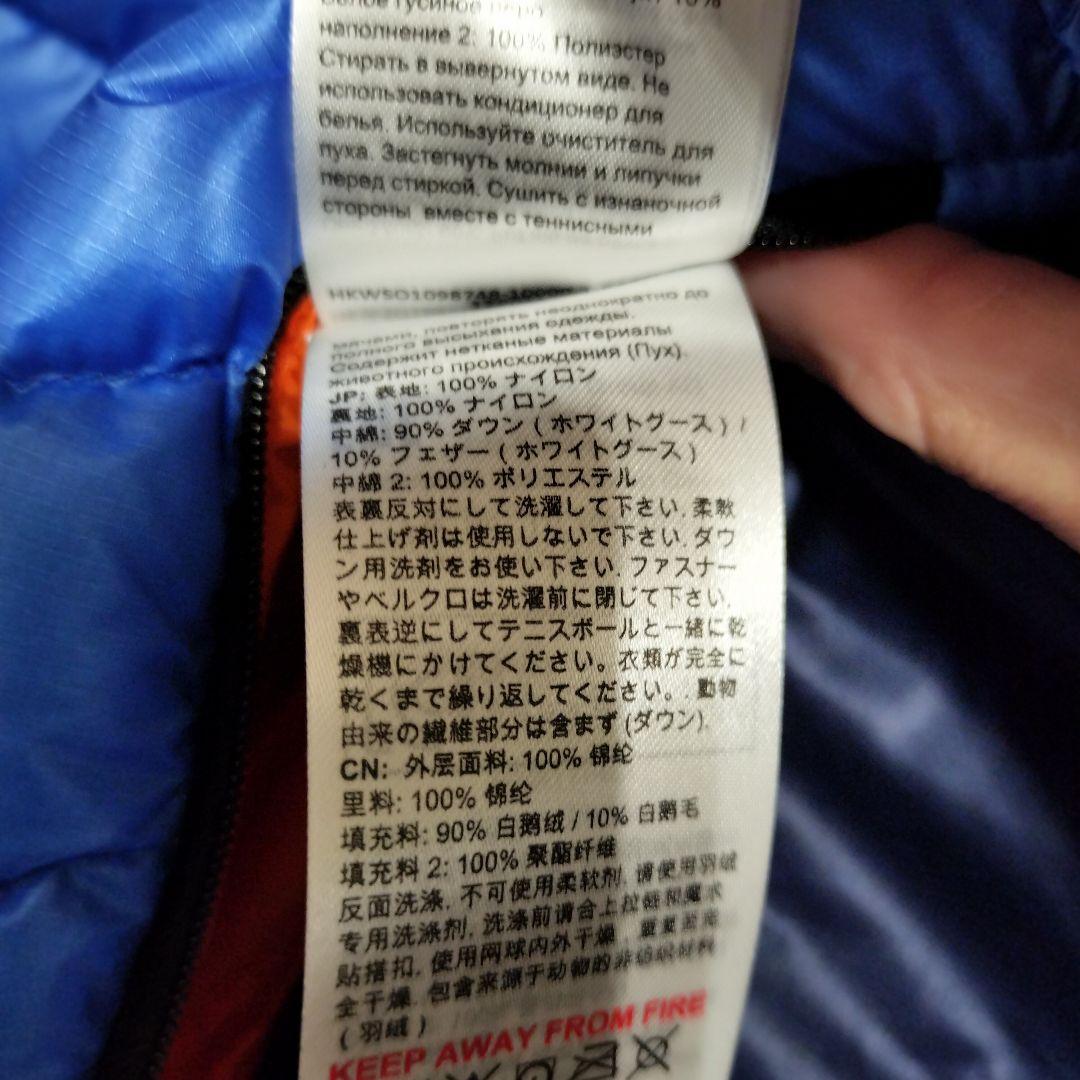 Белое гусиное перо 10%
наполнение 2: 100% Полиэстер
Стирать в вывернутом виде. Не
использовать кондиционер для
белья. Используйте очиститель для
пуха. Застегнуть молнии и липучки
перед стиркой. Сушить с изнаночной
стороны вместе с теннисными
мячами, повторять неоднократно до
полного высыхания одежды.
Содержит нетканые материалы
животного происхождения (Пух).
JP: 表地: 100% ナイロン
裏地: 100% ナイロン
中綿: 90% ダウン ( ホワイトグース ) /
10% フェザー ( ホワイトグース )
中綿 2: 100% ポリエステル
表裏反対にして洗濯して下さい. 柔軟
仕上げ剤は使用しないで下さい. ダウ
ン用洗剤をお使い下さい. ファスナー
やベルクロは洗濯前に閉じて下さい.
裏表逆にしてテニスボールと一緒に乾
燥機にかけてください。衣類が完全に
乾くまで繰り返してください。. 動物
由来の繊維部分は含まず (ダウン).
CN: 外层面料: 100% 锦纶
里料: 100% 锦纶
填充料: 90% 白鹅绒 / 10% 白鹅毛
填充料 2: 100% 聚酯纤维
反面洗涤, 不可使用柔软剂, 请使用羽绒
专用洗涤剂, 洗涤前请合上拉链和魔术
贴搭扣, 使用网球内外干燥
全干燥, 包含来源于动物的非纺织材料
( 羽绒 )
KEEP AWAY FROM FIRE